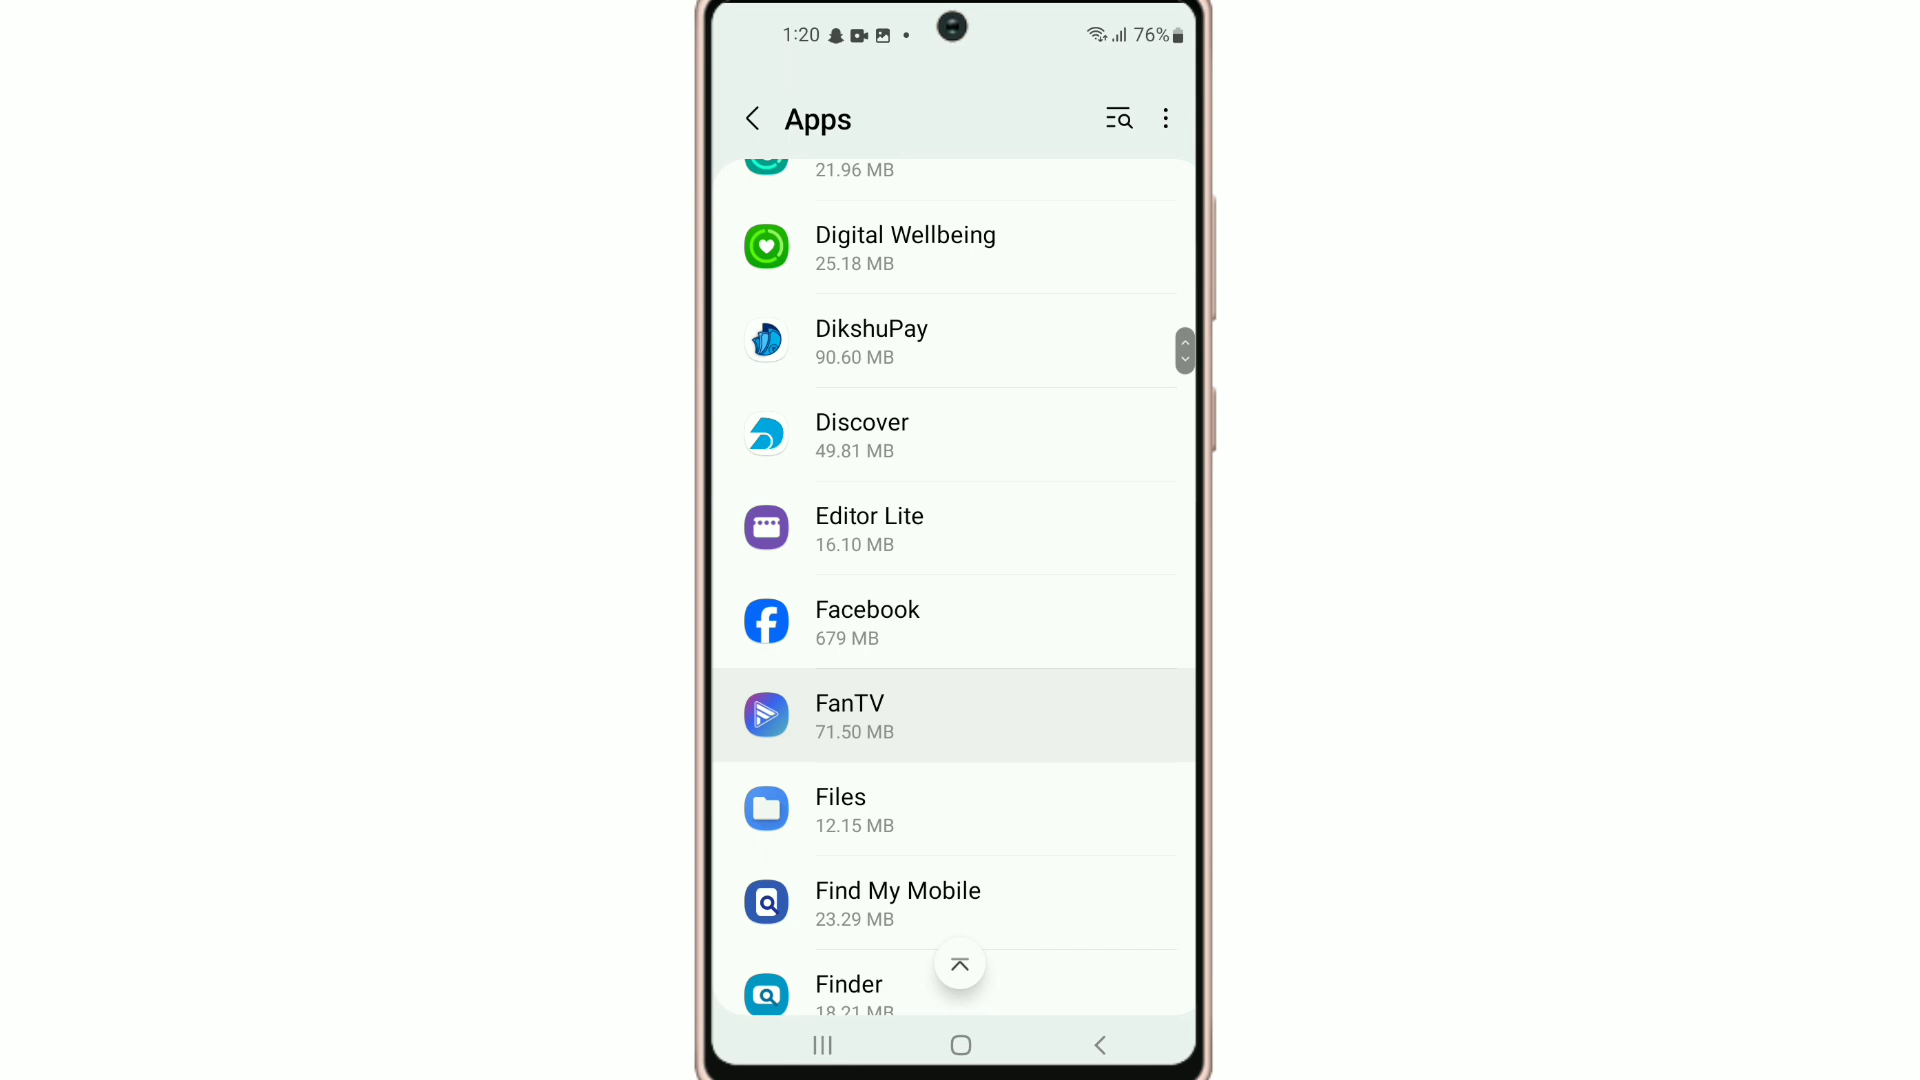 1:20
76%
Apps
21.96 MB
Digital Wellbeing
25.18 MB
DikshuPay
90.60 MB
Discover
49.81 MB
Editor Lite
16.10 MB
Facebook
679 MB
FanTV
71.50 MB
Files
12.15 MB
Find My Mobile
23.29 MB
Finder
18.21 MB